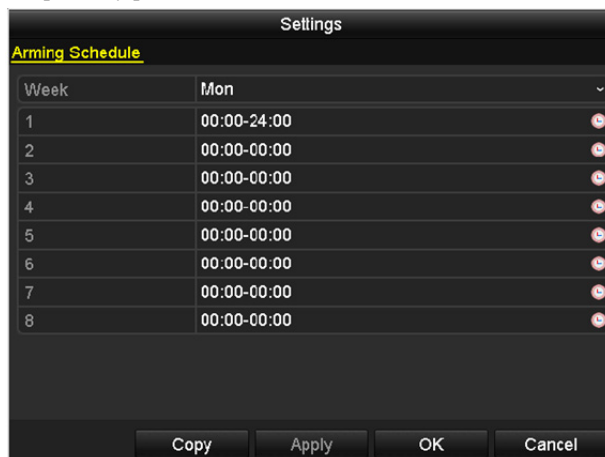 Settings
Arming Schedule
Week Mon
1 00:00-24:00
2 00:00-00:00
3 00:00-00:00
4 00:00-00:00
5 00:00-00:00
6 00:00-00:00
7 00:00-00:00
8 00:00-00:00
Copy Apply OK Cancel